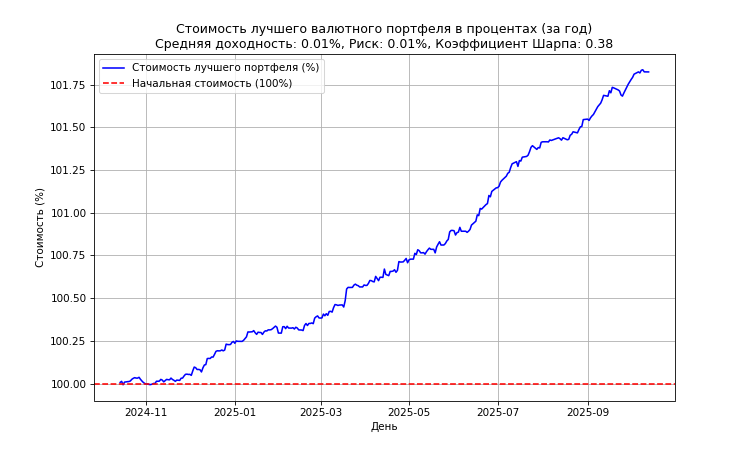 Стоимость лучшего валютного портфеля в процентах (за год)
Средняя доходность: 0.01%, Риск: 0.01%, Коэффициент Шарпа: 0.38
Стоимость лучшего портфеля (%)
Начальная стоимость (100%)
101.75
101.50
101.25
101.00
100.75
100.50
100.25
100.00
Стоимость (%)
2024-11
2025-01
2025-03
2025-05
2025-07
2025-09
День